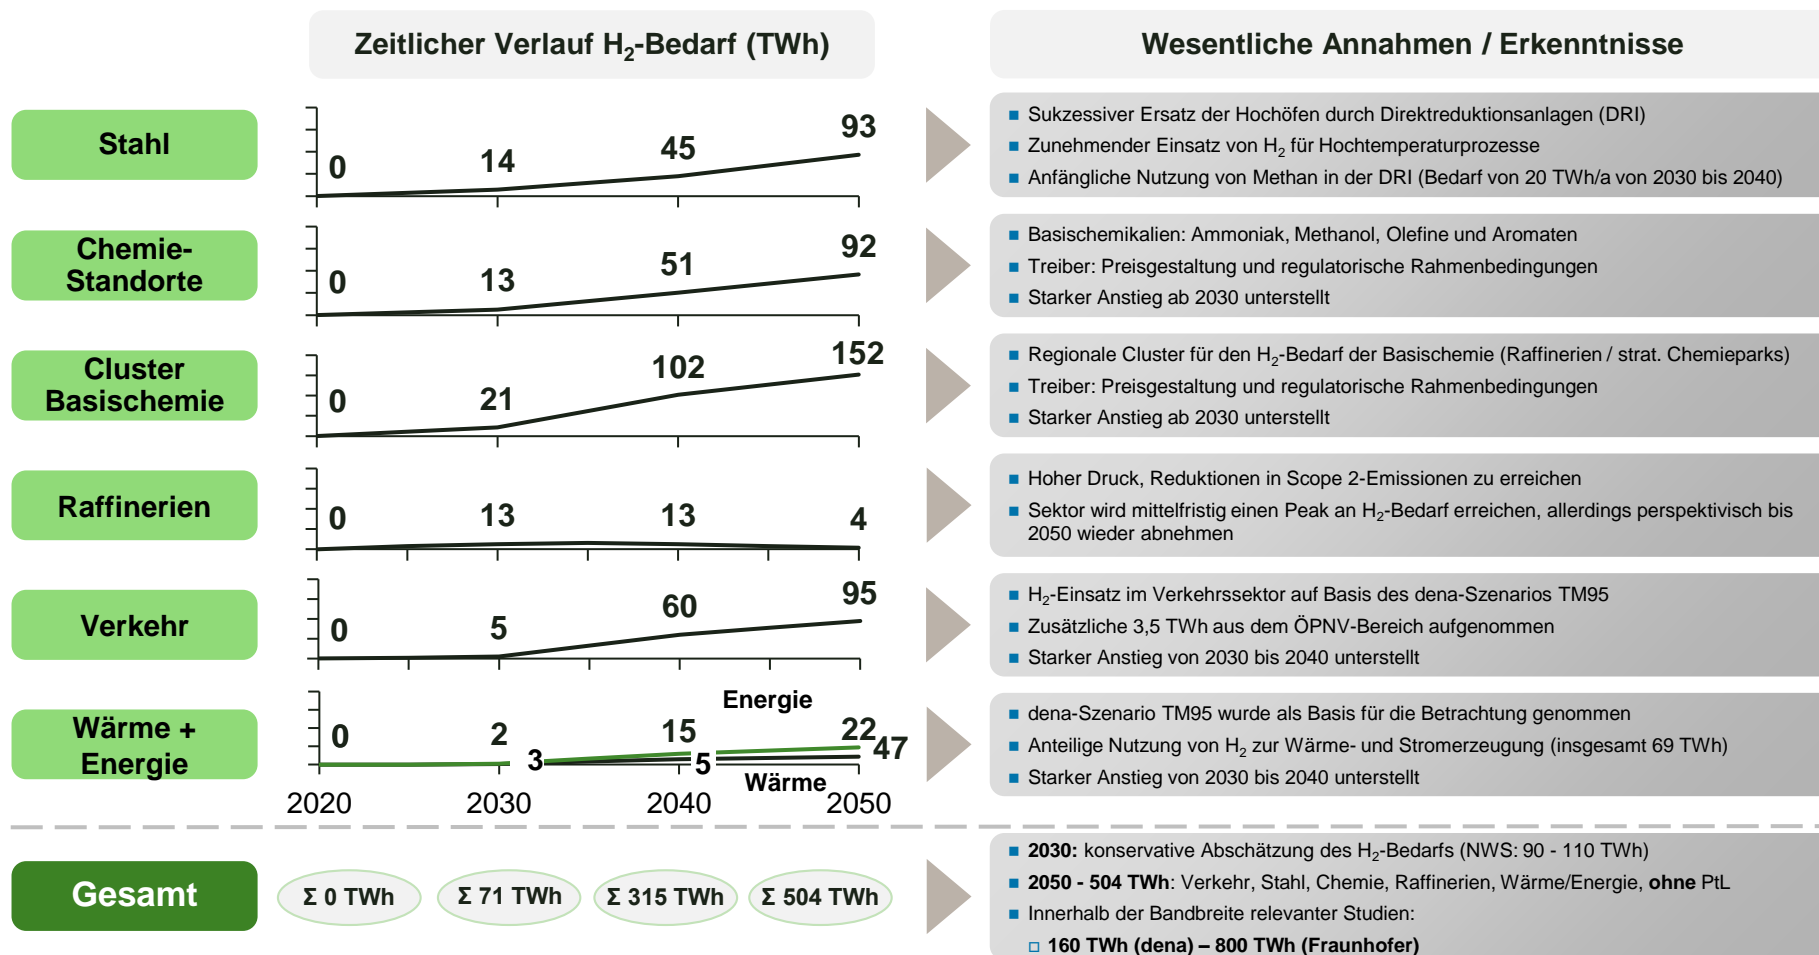 Zeitlicher Verlauf H₂-Bedarf (TWh)
Wesentliche Annahmen / Erkenntnisse
Stahl
0
14
45
93
Sukzessiver Ersatz der Hochöfen durch Direktreduktionsanlagen (DRI)
Zunehmender Einsatz von H₂ für Hochtemperaturprozesse
Anfängliche Nutzung von Methan in der DRI (Bedarf von 20 TWh/a von 2030 bis 2040)
Chemie-
Standorte
0
13
51
92
Basischemikalien: Ammoniak, Methanol, Olefine und Aromaten
Treiber: Preisgestaltung und regulatorische Rahmenbedingungen
Starker Anstieg ab 2030 unterstellt
Cluster
Basischemie
0
21
102
152
Regionale Cluster für den H₂-Bedarf der Basischemie (Raffinerien / strat. Chemieparks)
Treiber: Preisgestaltung und regulatorische Rahmenbedingungen
Starker Anstieg ab 2030 unterstellt
Raffinerien
0
13
13
4
Hoher Druck, Reduktionen in Scope 2-Emissionen zu erreichen
Sektor wird mittelfristig einen Peak an H₂-Bedarf erreichen, allerdings perspektivisch bis
2050 wieder abnehmen
Verkehr
0
5
60
95
H₂-Einsatz im Verkehrssektor auf Basis des dena-Szenarios TM95
Zusätzliche 3,5 TWh aus dem ÖPNV-Bereich aufgenommen
Starker Anstieg von 2030 bis 2040 unterstellt
Wärme +
Energie
Energie
0
2
15
22
3
5
47
Wärme
2020
2030
2040
2050
dena-Szenario TM95 wurde als Basis für die Betrachtung genommen
Anteilige Nutzung von H₂ zur Wärme- und Stromerzeugung (insgesamt 69 TWh)
Starker Anstieg von 2030 bis 2040 unterstellt
Gesamt
Σ 0 TWh
Σ 71 TWh
Σ 315 TWh
Σ 504 TWh
2030: konservative Abschätzung des H₂-Bedarfs (NWS: 90 - 110 TWh)
2050 - 504 TWh: Verkehr, Stahl, Chemie, Raffinerien, Wärme/Energie, ohne PtL
Innerhalb der Bandbreite relevanter Studien:
160 TWh (dena) – 800 TWh (Fraunhofer)